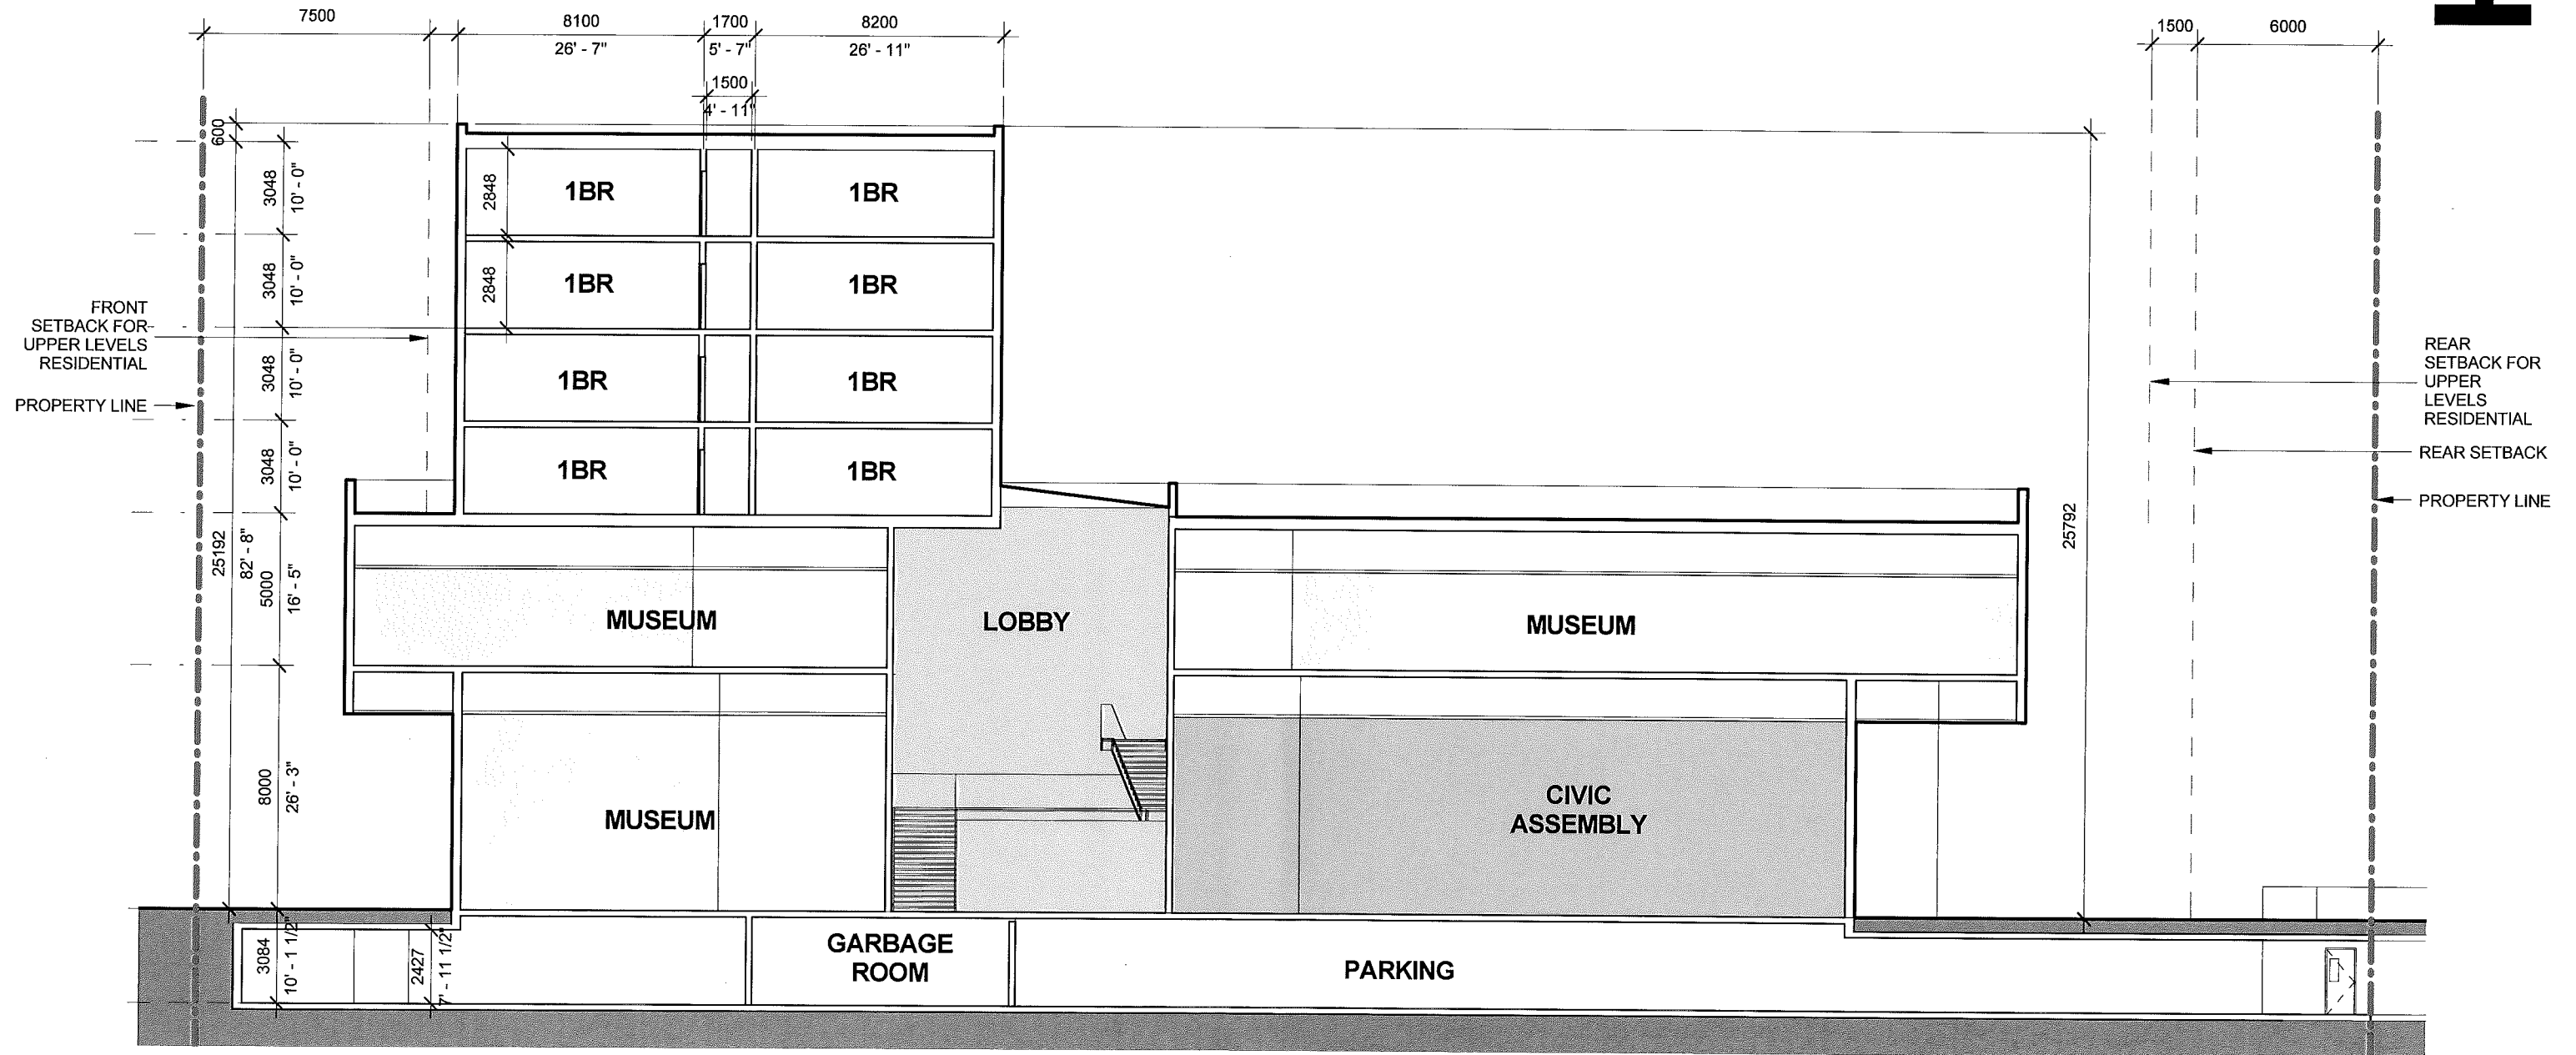 7500
8100
1700
8200
26' - 7"
5' - 7"
26' - 11"
1500
6000
1500
4' - 11"
600
3048
10' - 0"
2848
1BR
1BR
3048
10' - 0"
2848
1BR
1BR
FRONT
SETBACK FOR
UPPER LEVELS
RESIDENTIAL
3048
10' - 0"
1BR
1BR
REAR
SETBACK FOR
UPPER
LEVELS
RESIDENTIAL
PROPERTY LINE
3048
10' - 0"
1BR
1BR
REAR SETBACK
PROPERTY LINE
25192
82' - 8"
25792
5000
16' - 5"
MUSEUM
LOBBY
MUSEUM
8000
26' - 3"
MUSEUM
CIVIC
ASSEMBLY
3084
10' - 1 1/2"
2427
7' - 11 1/2"
GARBAGE
ROOM
PARKING